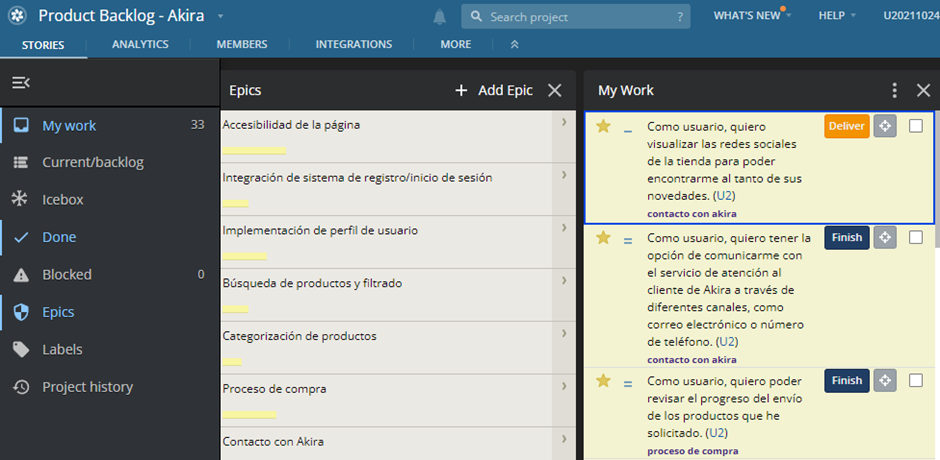 Product Backlog - Akira
Search project
?
WHAT'S NEW
HELP
U20211024
STORIES
ANALYTICS
MEMBERS
INTEGRATIONS
MORE
My work 33
Current/backlog
Icebox
Done
Blocked 0
Epics
Labels
Project history
Epics
+ Add Epic
Accesibilidad de la página
Integración de sistema de registro/inicio de sesión
Implementación de perfil de usuario
Búsqueda de productos y filtrado
Categorización de productos
Proceso de compra
Contacto con Akira
My Work
Como usuario, quiero
visualizar las redes sociales
de la tienda para poder
encontrarme al tanto de sus
novedades. (U2)
contacto con akira
Deliver
Como usuario, quiero tener la
opción de comunicarme con
el servicio de atención al
cliente de Akira a través de
diferentes canales, como
correo electrónico o número
de teléfono. (U2)
contacto con akira
Finish
Como usuario, quiero poder
revisar el progreso del envío
de los productos que he
solicitado. (U2)
proceso de compra
Finish